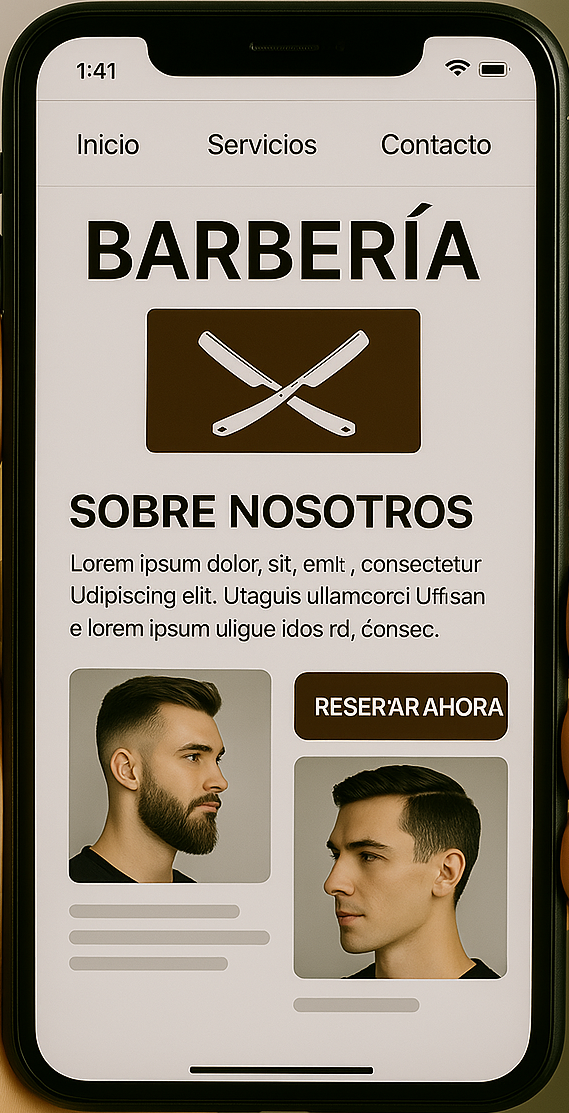 1:41
Inicio Servicios Contacto
BARBERÍA
SOBRE NOSOTROS
Lorem ipsum dolor, sit, emlt , consectetur
Udipiscing elit. Utaguis ullamcorci Uffisan
e lorem ipsum uligue idos rd, ćonsec.
RESER'AR AHORA